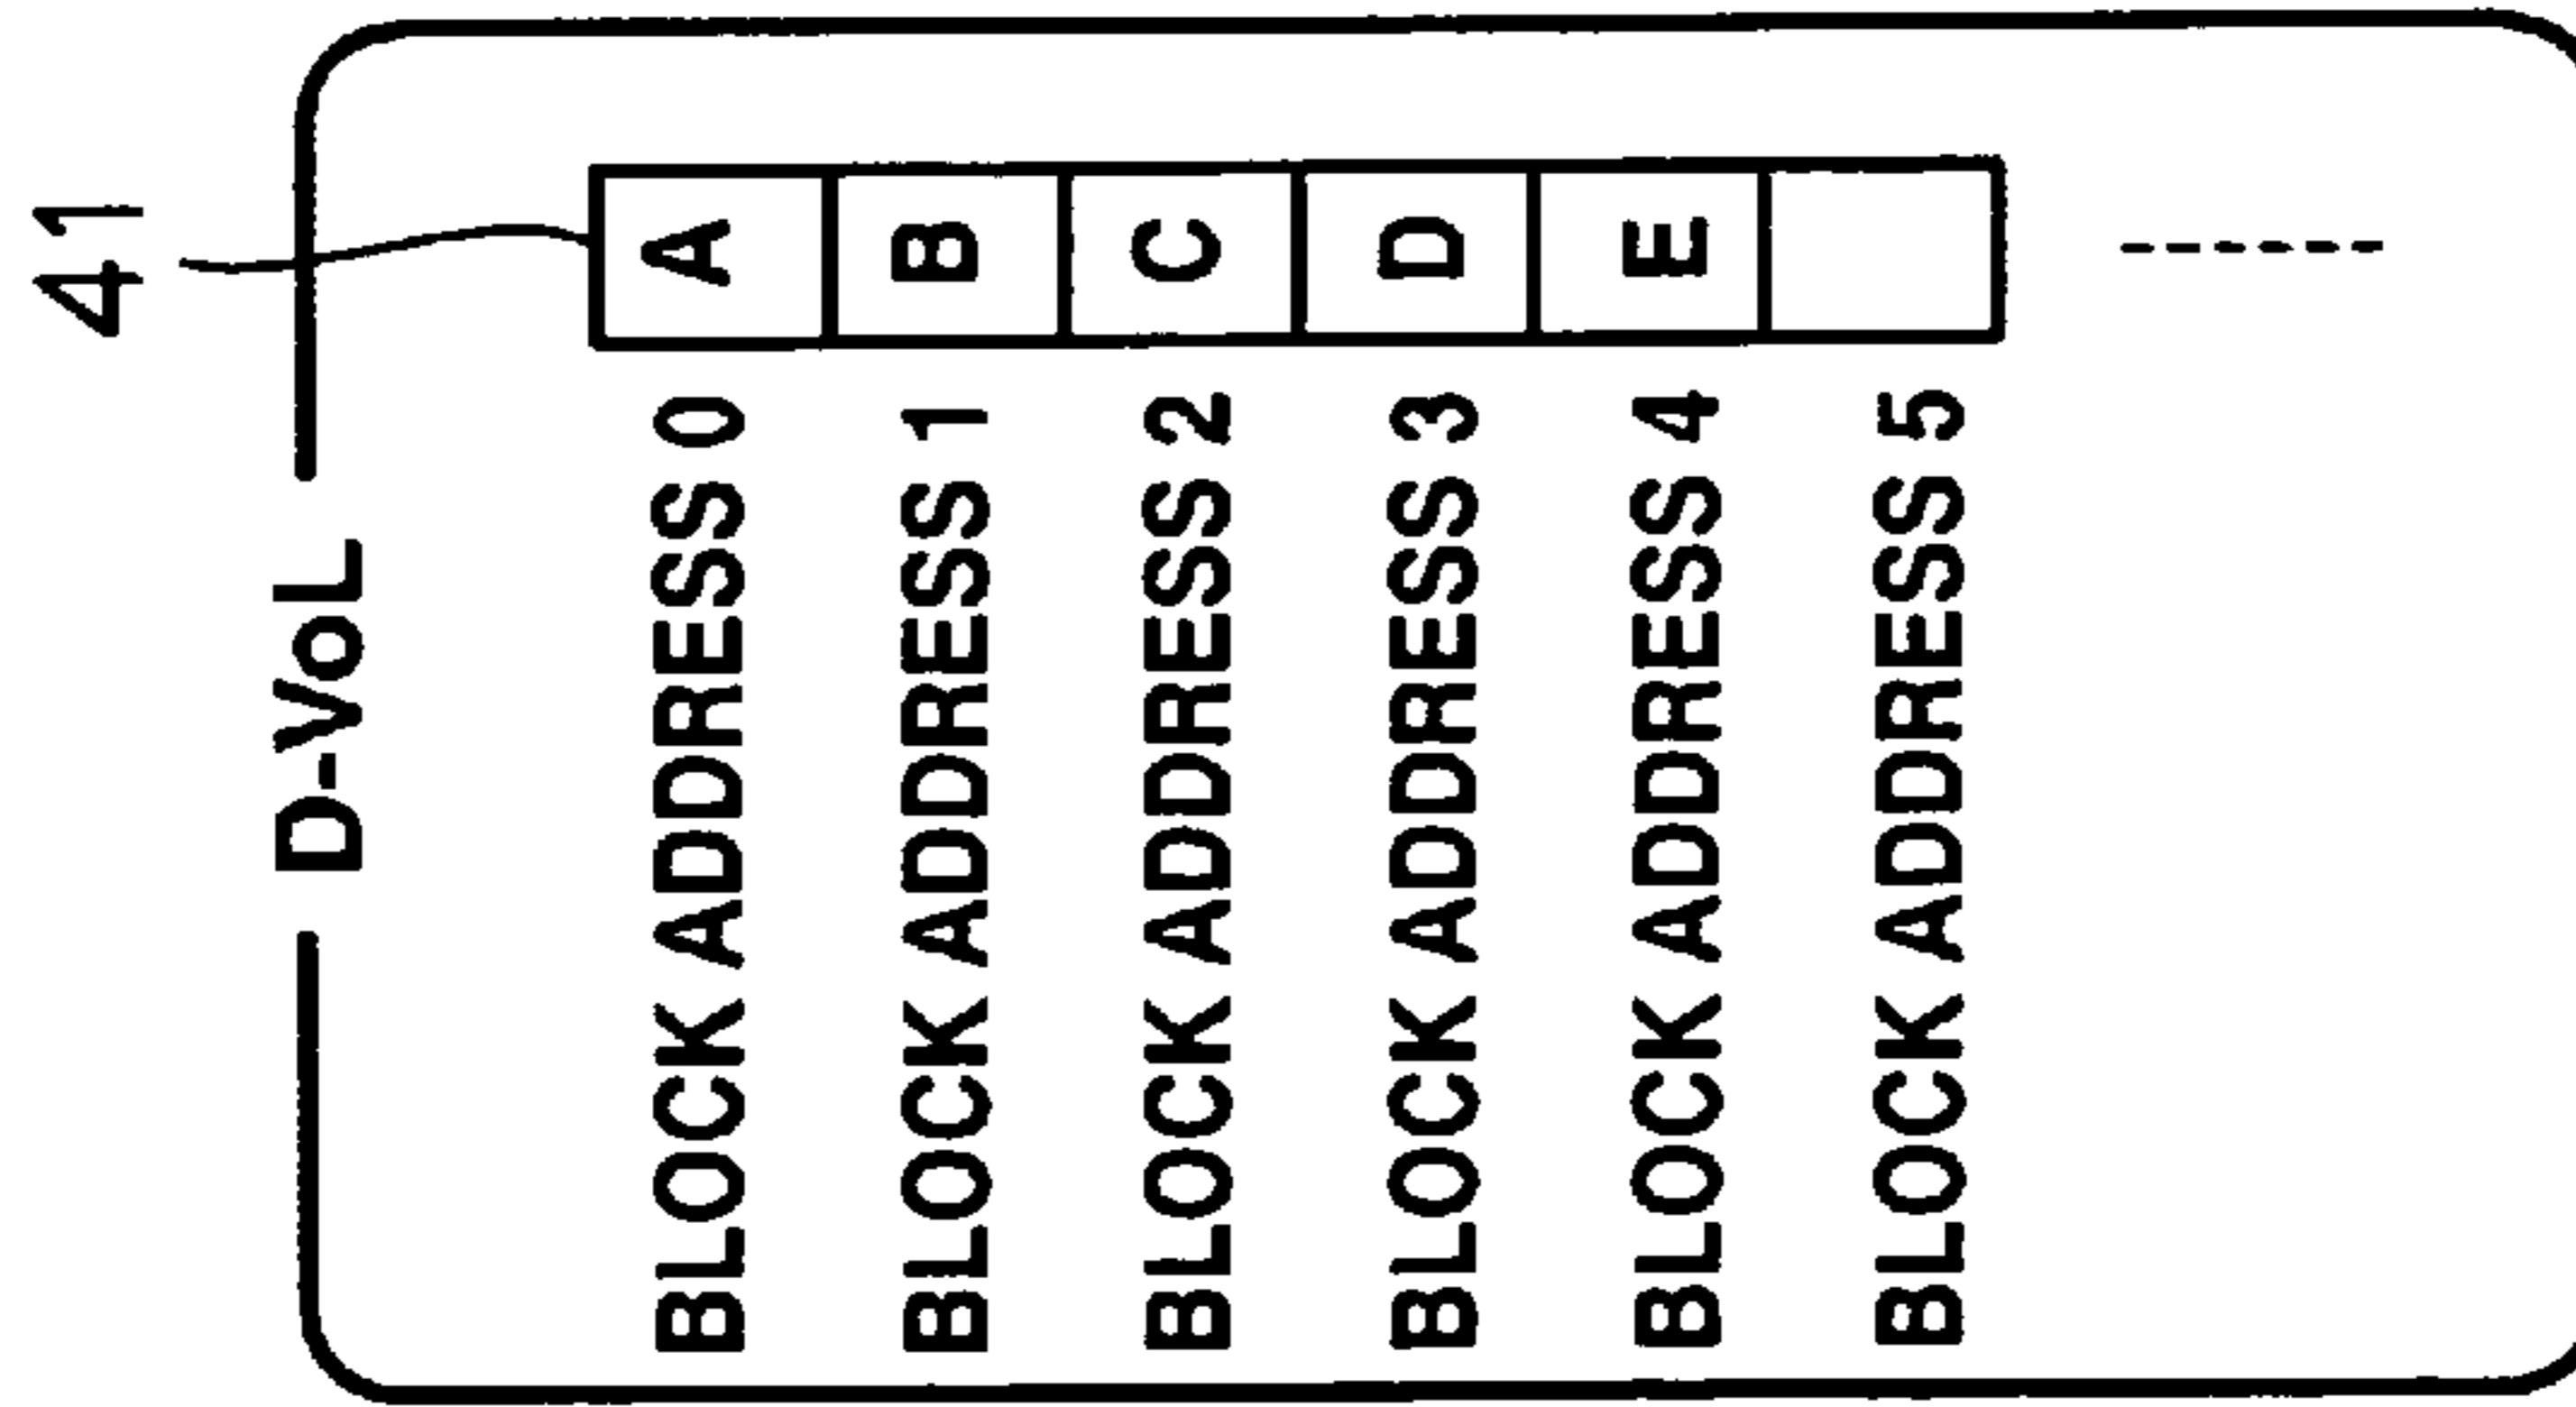 41
D-VoL
BLOCK ADDRESS 0 A
BLOCK ADDRESS 1 B
BLOCK ADDRESS 2 C
BLOCK ADDRESS 3 D
BLOCK ADDRESS 4 E
BLOCK ADDRESS 5